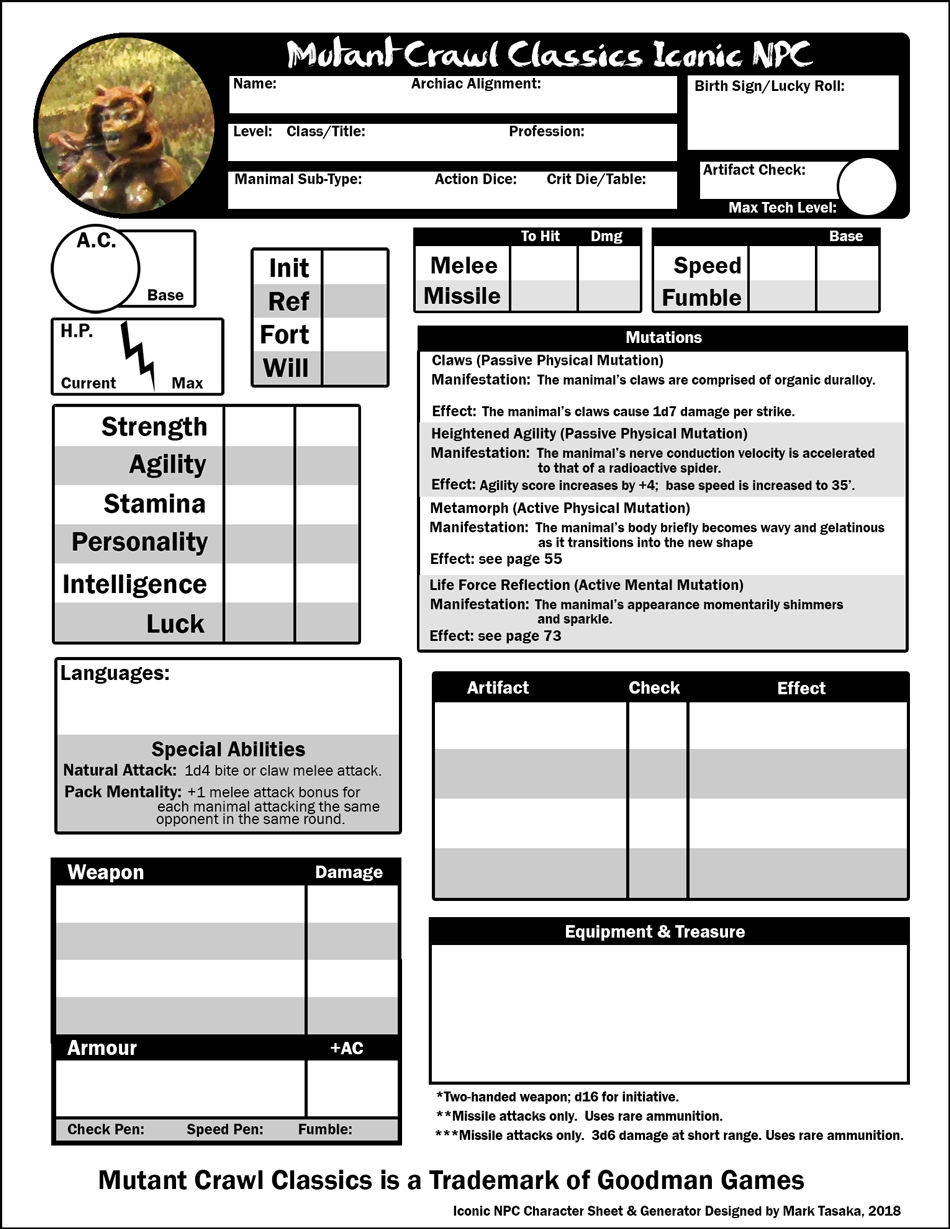 Mutant Crawl Classics Iconic NPC
Name: Archiac Alignment:
Birth Sign/Lucky Roll:
Level: Class/Title: Profession:
Manimal Sub-Type: Action Dice: Crit Die/Table:
Artifact Check:
Max Tech Level:
A.C.
Base
H.P.
Current Max
Init
Ref
Fort
Will
To Hit Dmg
Melee
Missile
Base
Speed
Fumble
Strength
Agility
Stamina
Personality
Intelligence
Luck
Mutations
Claws (Passive Physical Mutation)
Manifestation: The manimal's claws are comprised of organic duralloy.
Effect: The manimal's claws cause 1d7 damage per strike.
Heightened Agility (Passive Physical Mutation)
Manifestation: The manimal's nerve conduction velocity is accelerated
to that of a radioactive spider.
Effect: Agility score increases by +4; base speed is increased to 35'.
Metamorph (Active Physical Mutation)
Manifestation: The manimal's body briefly becomes wavy and gelatinous
as it transitions into the new shape
Effect: see page 55
Life Force Reflection (Active Mental Mutation)
Manifestation: The manimal's appearance momentarily shimmers
and sparkle.
Effect: see page 73
Languages:
Special Abilities
Natural Attack: 1d4 bite or claw melee attack.
Pack Mentality: +1 melee attack bonus for
each manimal attacking the same
opponent in the same round.
Artifact Check Effect
Weapon Damage
Armour +AC
Check Pen: Speed Pen: Fumble:
Equipment & Treasure
*Two-handed weapon; d16 for initiative.
**Missile attacks only. Uses rare ammunition.
***Missile attacks only. 3d6 damage at short range. Uses rare ammunition.
Mutant Crawl Classics is a Trademark of Goodman Games
Iconic NPC Character Sheet & Generator Designed by Mark Tasaka, 2018